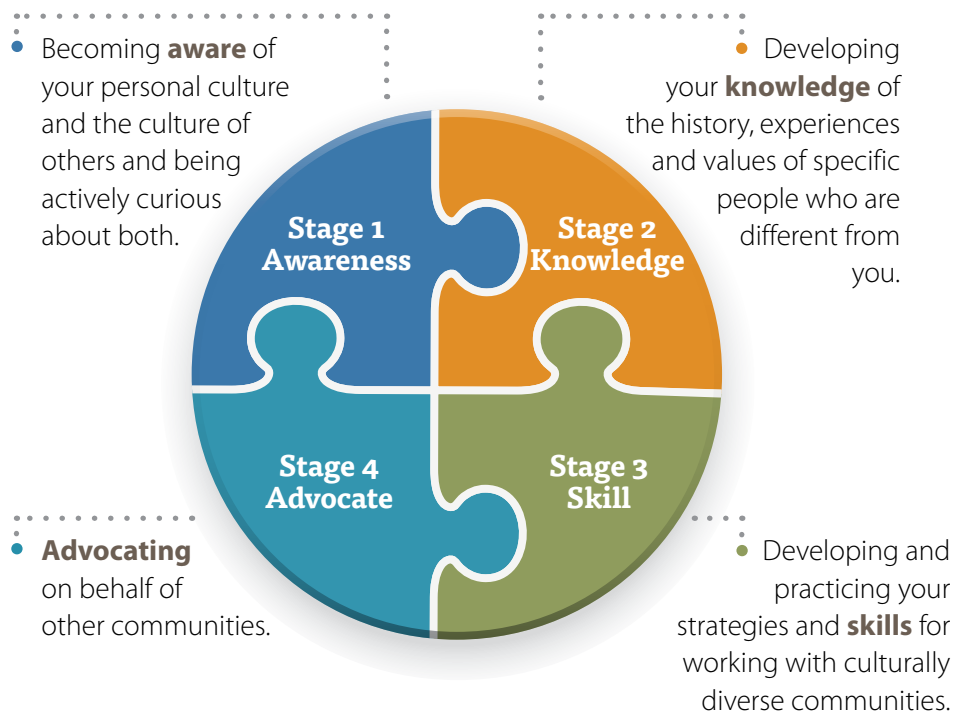 Becoming aware of
your personal culture
and the culture of
others and being
actively curious
about both.
Developing
your knowledge of
the history, experiences
and values of specific
people who are
different from
you.
Stage 1
Awareness
Stage 2
Knowledge
Stage 4
Advocate
Stage 3
Skill
Advocating
on behalf of
other communities.
Developing and
practicing your
strategies and skills for
working with culturally
diverse communities.